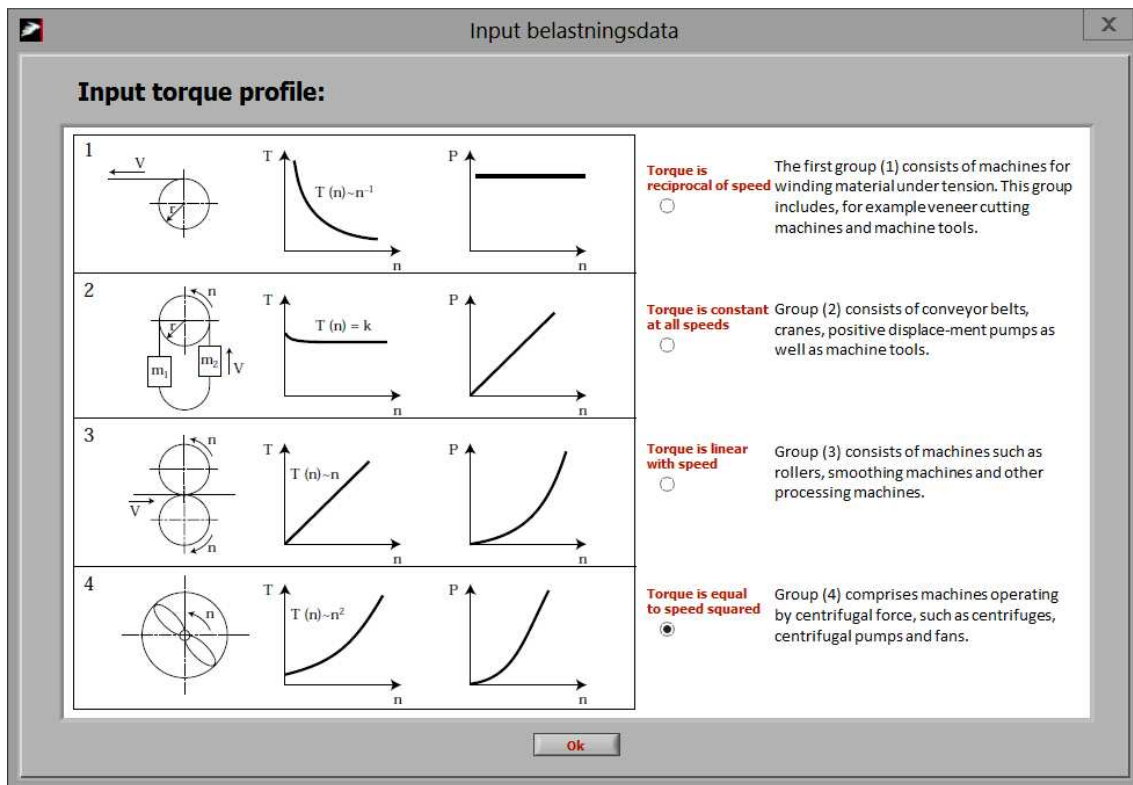 Input belastningsdata
X
Input torque profile:
1
V
r
T
T (n)~n⁻¹
n
P
n
Torque is
reciprocal of speed
The first group (1) consists of machines for
winding material under tension. This group
includes, for example veneer cutting
machines and machine tools.
2
n
r
m₁
m₂
V
T
T (n) = k
n
P
n
Torque is constant
at all speeds
Group (2) consists of conveyor belts,
cranes, positive displace-ment pumps as
well as machine tools.
3
n
V
n
T
T (n)~n
n
P
n
Torque is linear
with speed
Group (3) consists of machines such as
rollers, smoothing machines and other
processing machines.
4
n
T
T (n)~n²
n
P
n
Torque is equal
to speed squared
Group (4) comprises machines operating
by centrifugal force, such as centrifuges,
centrifugal pumps and fans.
Ok